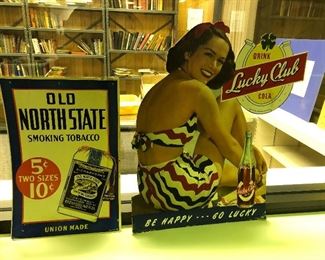 OLD
NORTH STATE
SMOKING TOBACCO
5¢
TWO SIZES
10¢
UNION MADE
DRINK
Lucky Club
COLA
BE HAPPY --- GO LUCKY